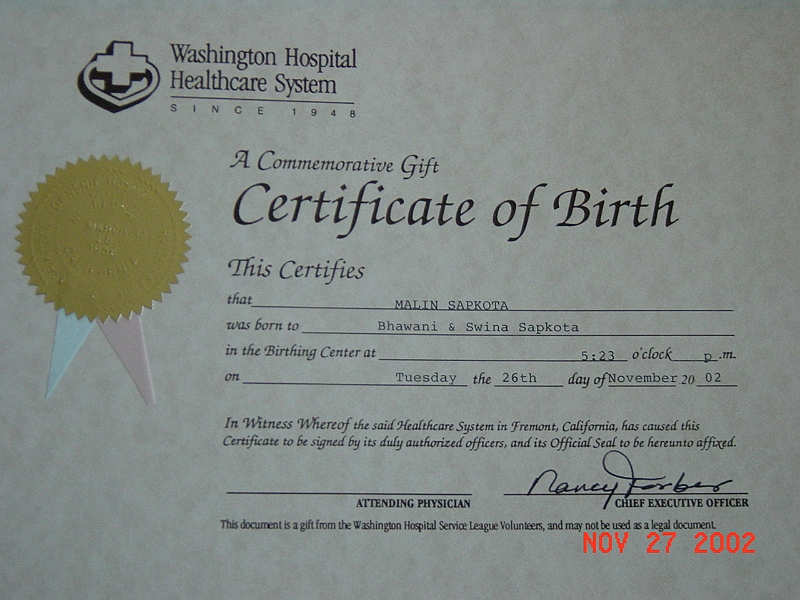 Washington Hospital
Healthcare System
SINCE 1948
A Commemorative Gift
Certificate of Birth
This Certifies
that MALIN SAPKOTA
was born to Bhawani & Swina Sapkota
in the Birthing Center at 5:23 o'clock p.m.
on Tuesday the 26th day of November 20 02
In Witness Whereof the said Healthcare System in Fremont, California, has caused this
Certificate to be signed by its duly authorized officers, and its Official Seal to be hereunto affixed.
Nancy Farber
ATTENDING PHYSICIAN CHIEF EXECUTIVE OFFICER
This document is a gift from the Washington Hospital Service League Volunteers, and may not be used as a legal document.
NOV 27 2002